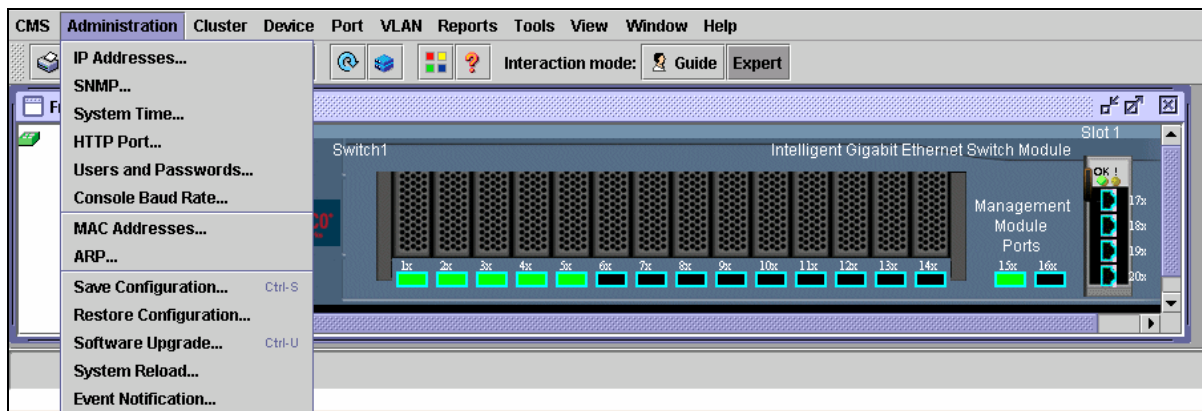 CMS Administration Cluster Device Port VLAN Reports Tools View Window Help
Interaction mode: Guide Expert
IP Addresses...
SNMP...
System Time...
HTTP Port...
Users and Passwords...
Console Baud Rate...
MAC Addresses...
ARP...
Save Configuration... Ctrl-S
Restore Configuration...
Software Upgrade... Ctrl-U
System Reload...
Event Notification...
Slot 1
Switch1 Intelligent Gigabit Ethernet Switch Module
OK !
Management
Module
Ports
1x 2x 3x 4x 5x 6x 7x 8x 9x 10x 11x 12x 13x 14x 15x 16x
17x
18x
19x
20x